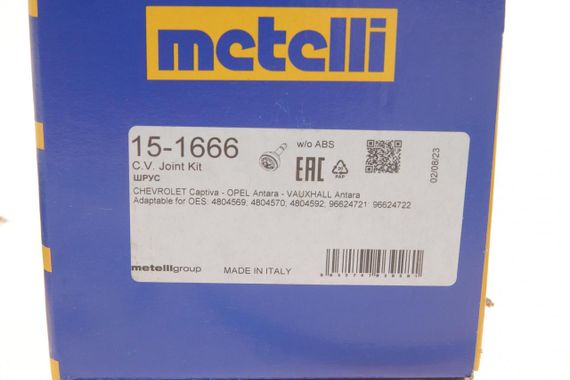 metelli
15-1666
w/o ABS
C.V. Joint Kit
ШРУС
EAC
PAP
02/08/23
CHEVROLET Captiva - OPEL Antara - VAUXHALL Antara
Adaptable for OES: 4804569; 4804570; 4804592; 96624721; 96624722
metelligroup
MADE IN ITALY